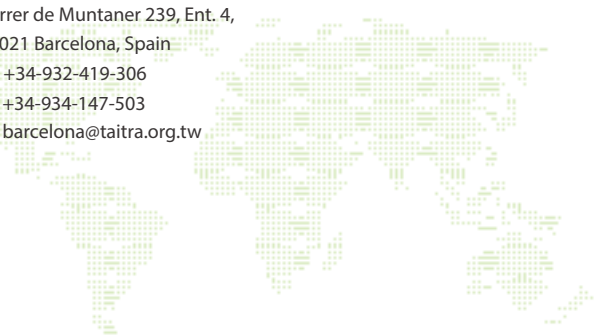 rrer de Muntaner 239, Ent. 4,
021 Barcelona, Spain
+34-932-419-306
+34-934-147-503
barcelona@taitra.org.tw